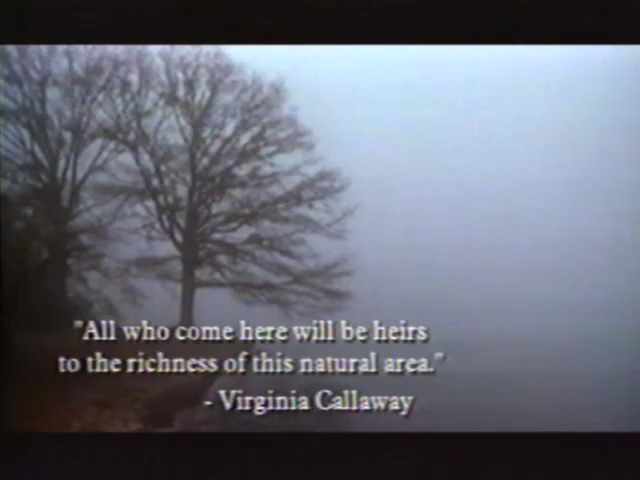 "All who come here will be heirs
to the richness of this natural area."
- Virginia Callaway